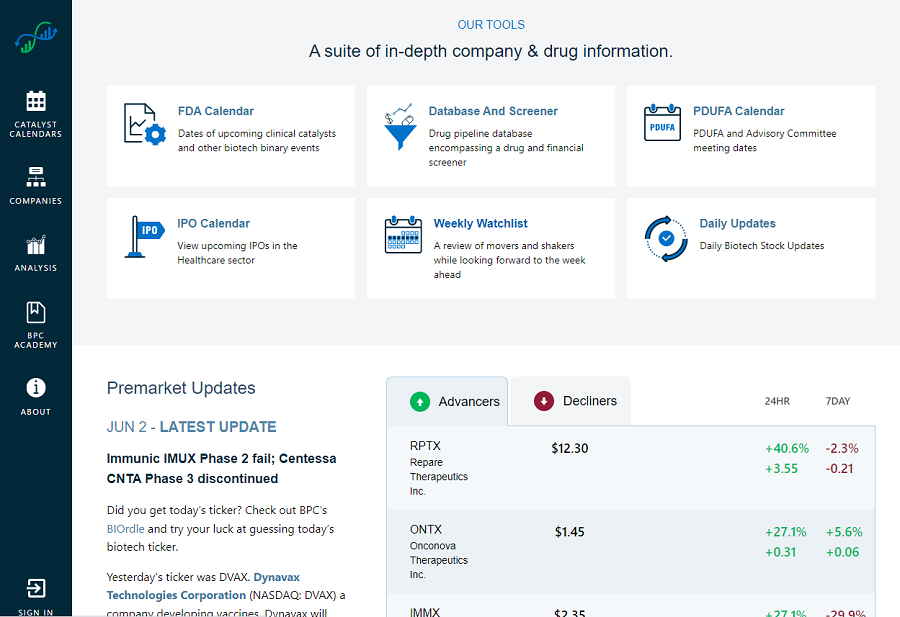 OUR TOOLS
A suite of in-depth company & drug information.
CATALYST
CALENDARS
COMPANIES
ANALYSIS
BPC
ACADEMY
ABOUT
SIGN IN
FDA Calendar
Dates of upcoming clinical catalysts
and other biotech binary events
Database And Screener
Drug pipeline database
encompassing a drug and financial
screener
PDUFA
PDUFA Calendar
PDUFA and Advisory Committee
meeting dates
IPO
IPO Calendar
View upcoming IPOs in the
Healthcare sector
Weekly Watchlist
A review of movers and shakers
while looking forward to the week
ahead
Daily Updates
Daily Biotech Stock Updates
Premarket Updates
JUN 2 - LATEST UPDATE
Immunic IMUX Phase 2 fail; Centessa
CNTA Phase 3 discontinued
Did you get today's ticker? Check out BPC's
BIOrdle and try your luck at guessing today's
biotech ticker.
Yesterday's ticker was DVAX. Dynavax
Technologies Corporation (NASDAQ: DVAX) a
company developing vaccines. Dynavax will
Advancers
Decliners
24HR 7DAY
RPTX $12.30 +40.6% -2.3%
Repare +3.55 -0.21
Therapeutics
Inc.
ONTX $1.45 +27.1% +5.6%
Onconova +0.31 +0.06
Therapeutics
Inc.
IMMX $2.35 +27.1% -29.9%